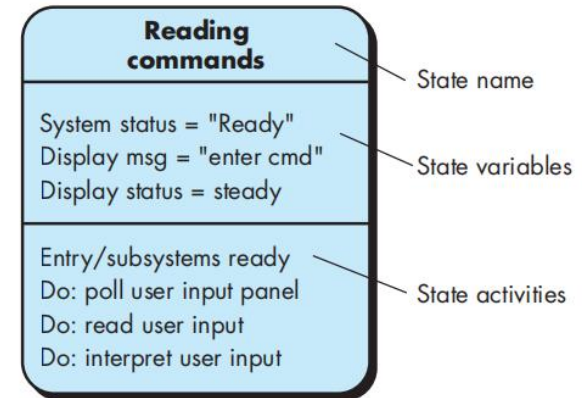 Reading
commands
State name
System status = "Ready"
Display msg = "enter cmd"
Display status = steady
State variables
Entry/subsystems ready
Do: poll user input panel
Do: read user input
Do: interpret user input
State activities